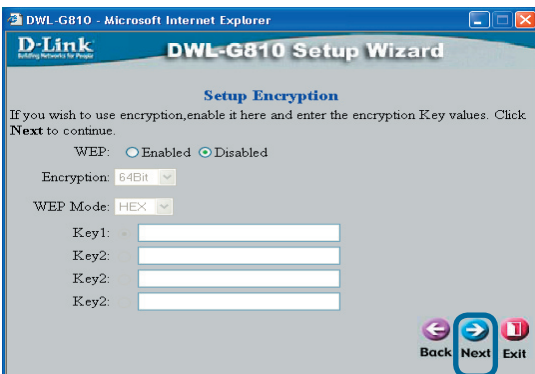 DWL-G810 - Microsoft Internet Explorer
D-Link
Building Networks for People
DWL-G810 Setup Wizard
Setup Encryption
If you wish to use encryption,enable it here and enter the encryption Key values. Click
Next to continue.
WEP: Enabled Disabled
Encryption: 64Bit
WEP Mode: HEX
Key1:
Key2:
Key2:
Key2:
Back Next Exit